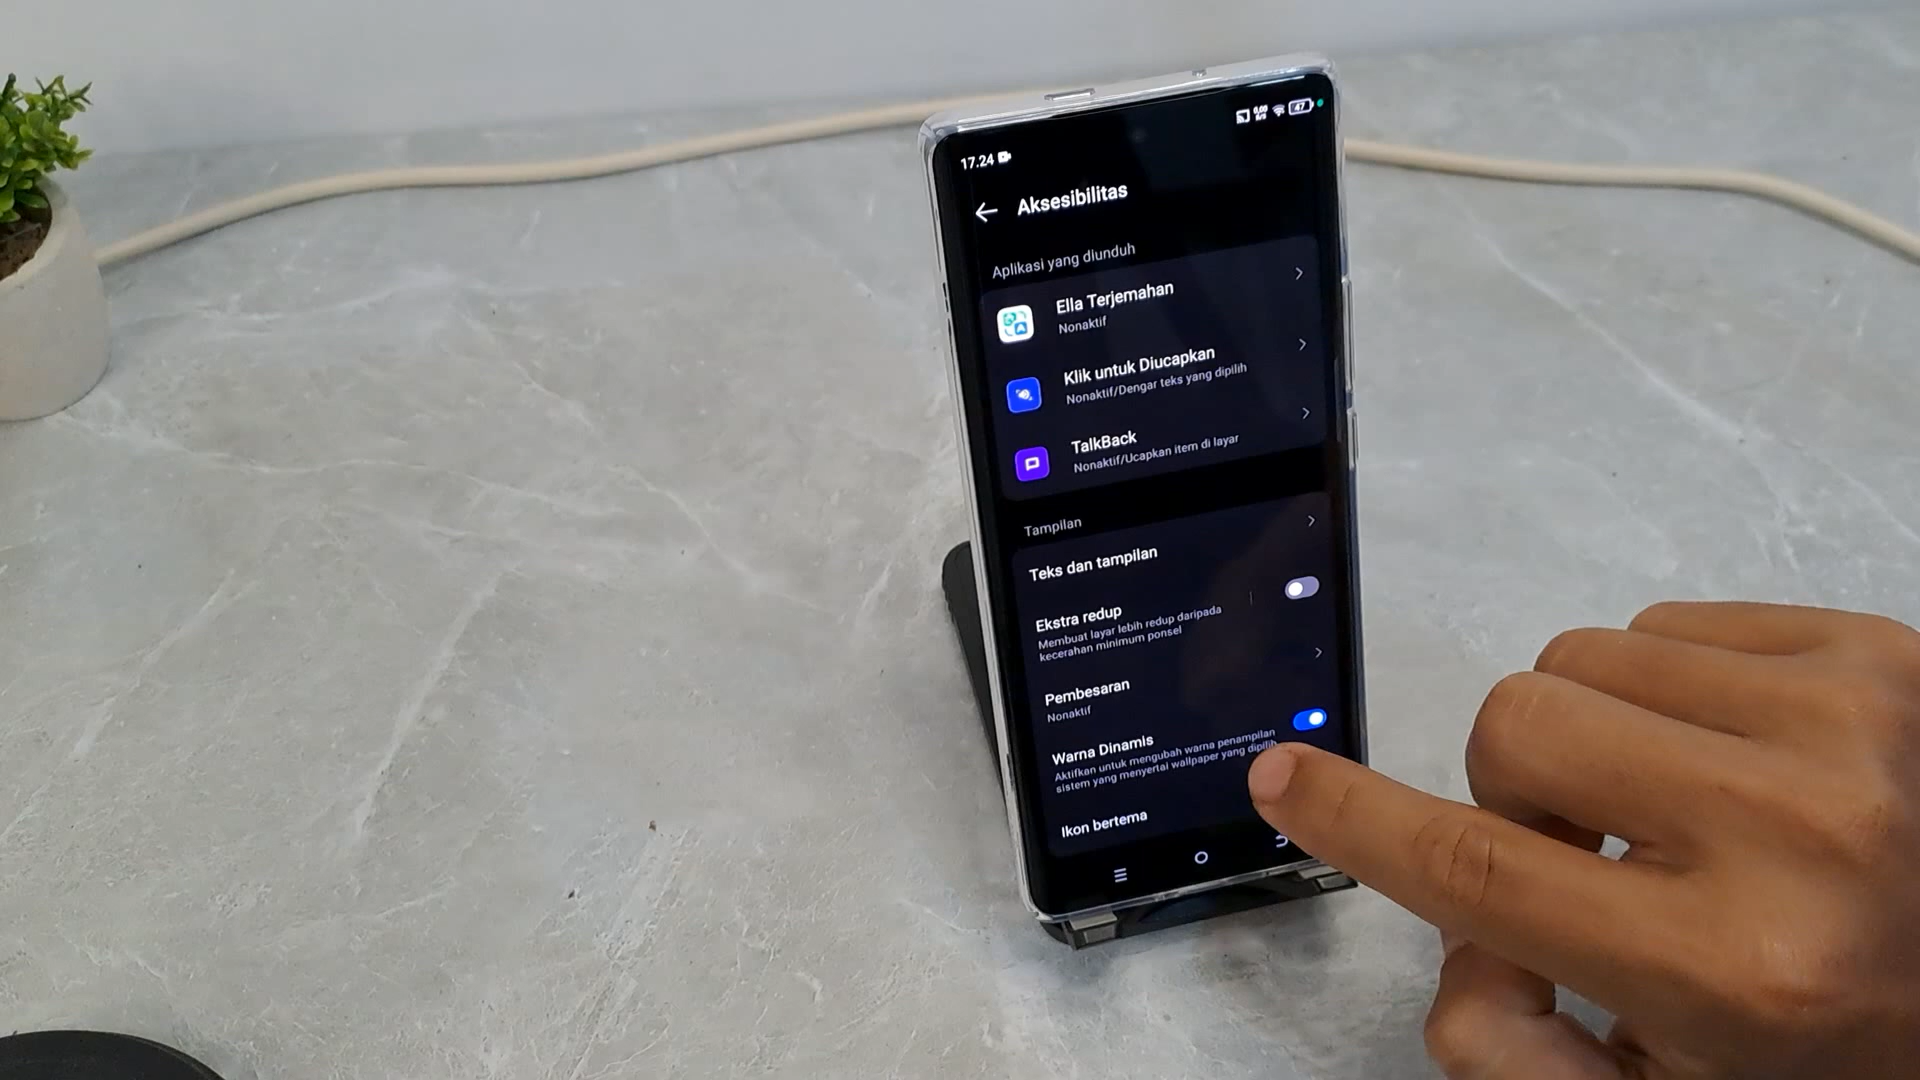 17.24
47
Aksesibilitas
Aplikasi yang diunduh
Ella Terjemahan
Nonaktif
Klik untuk Diucapkan
Nonaktif/Dengar teks yang dipilih
TalkBack
Nonaktif/Ucapkan item di layar
Tampilan
Teks dan tampilan
Ekstra redup
Membuat layar lebih redup daripada
kecerahan minimum ponsel
Pembesaran
Nonaktif
Warna Dinamis
Aktifkan untuk mengubah warna penampilan
sistem yang menyertai wallpaper yang dipilih
Ikon bertema